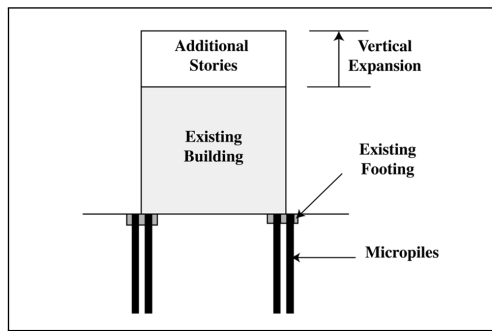 Additional
Stories
Vertical
Expansion
Existing
Building
Existing
Footing
Micropiles